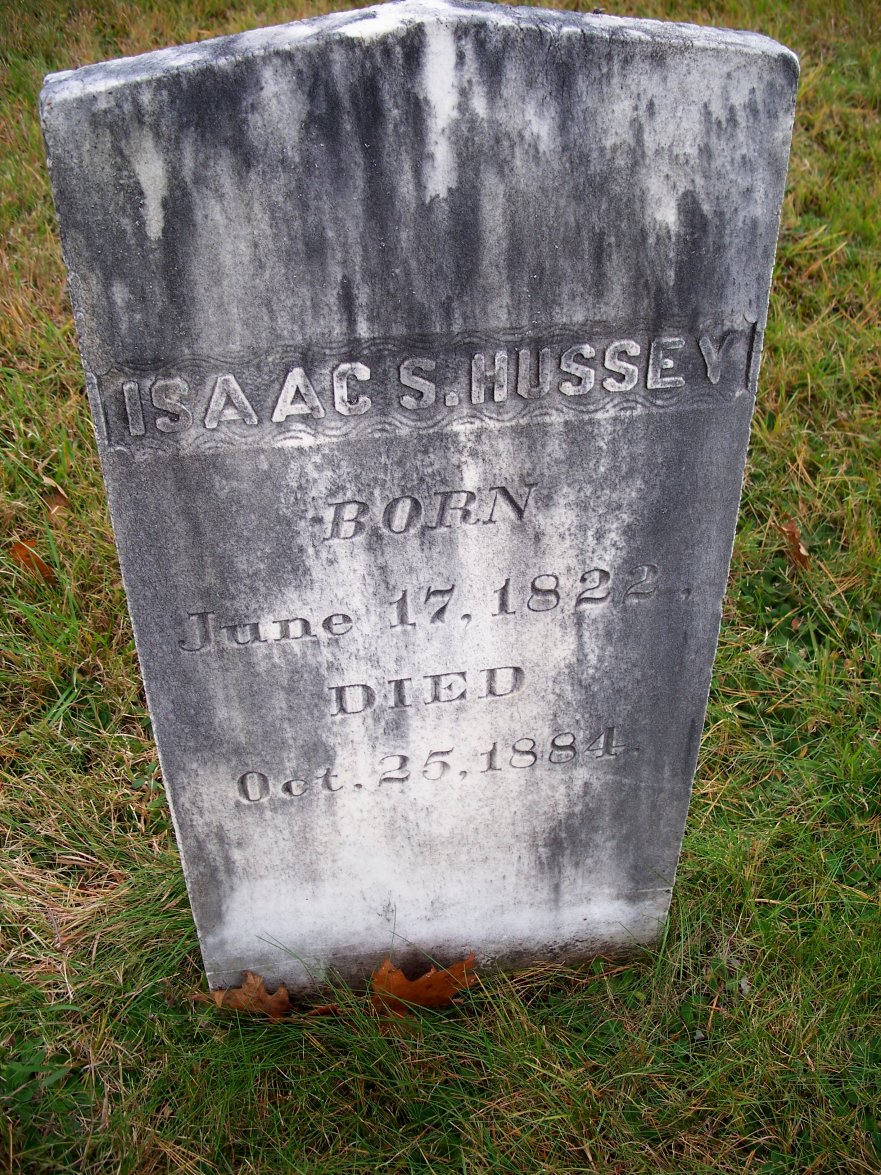 ISAAC S. HUSSEY
BORN
June 17, 1822.
DIED
Oct. 25, 1884.